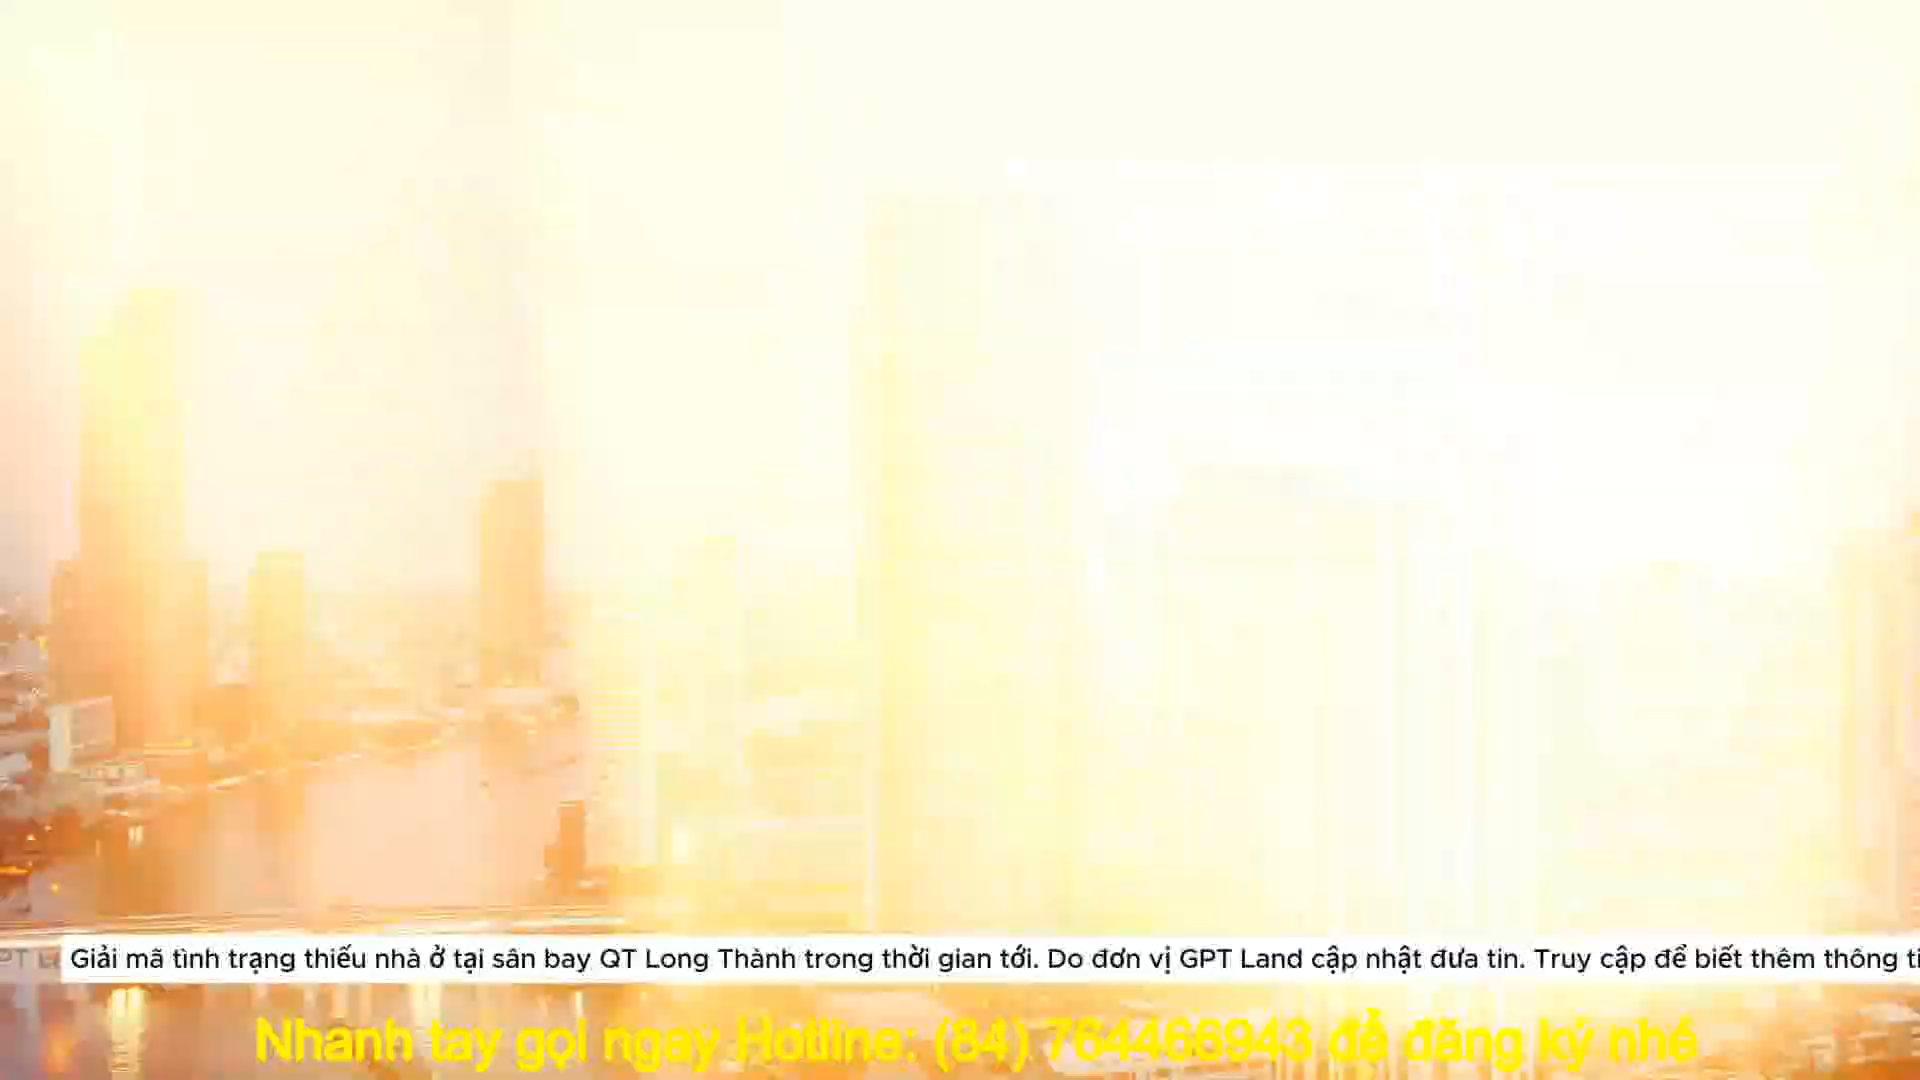 Giải mã tình trạng thiếu nhà ở tại sân bay QT Long Thành trong thời gian tới. Do đơn vị GPT Land cập nhật đưa tin. Truy cập để biết thêm thông ti
Nhanh tay gọi ngay Hotline: (84) 764466943 để đăng ký nhé